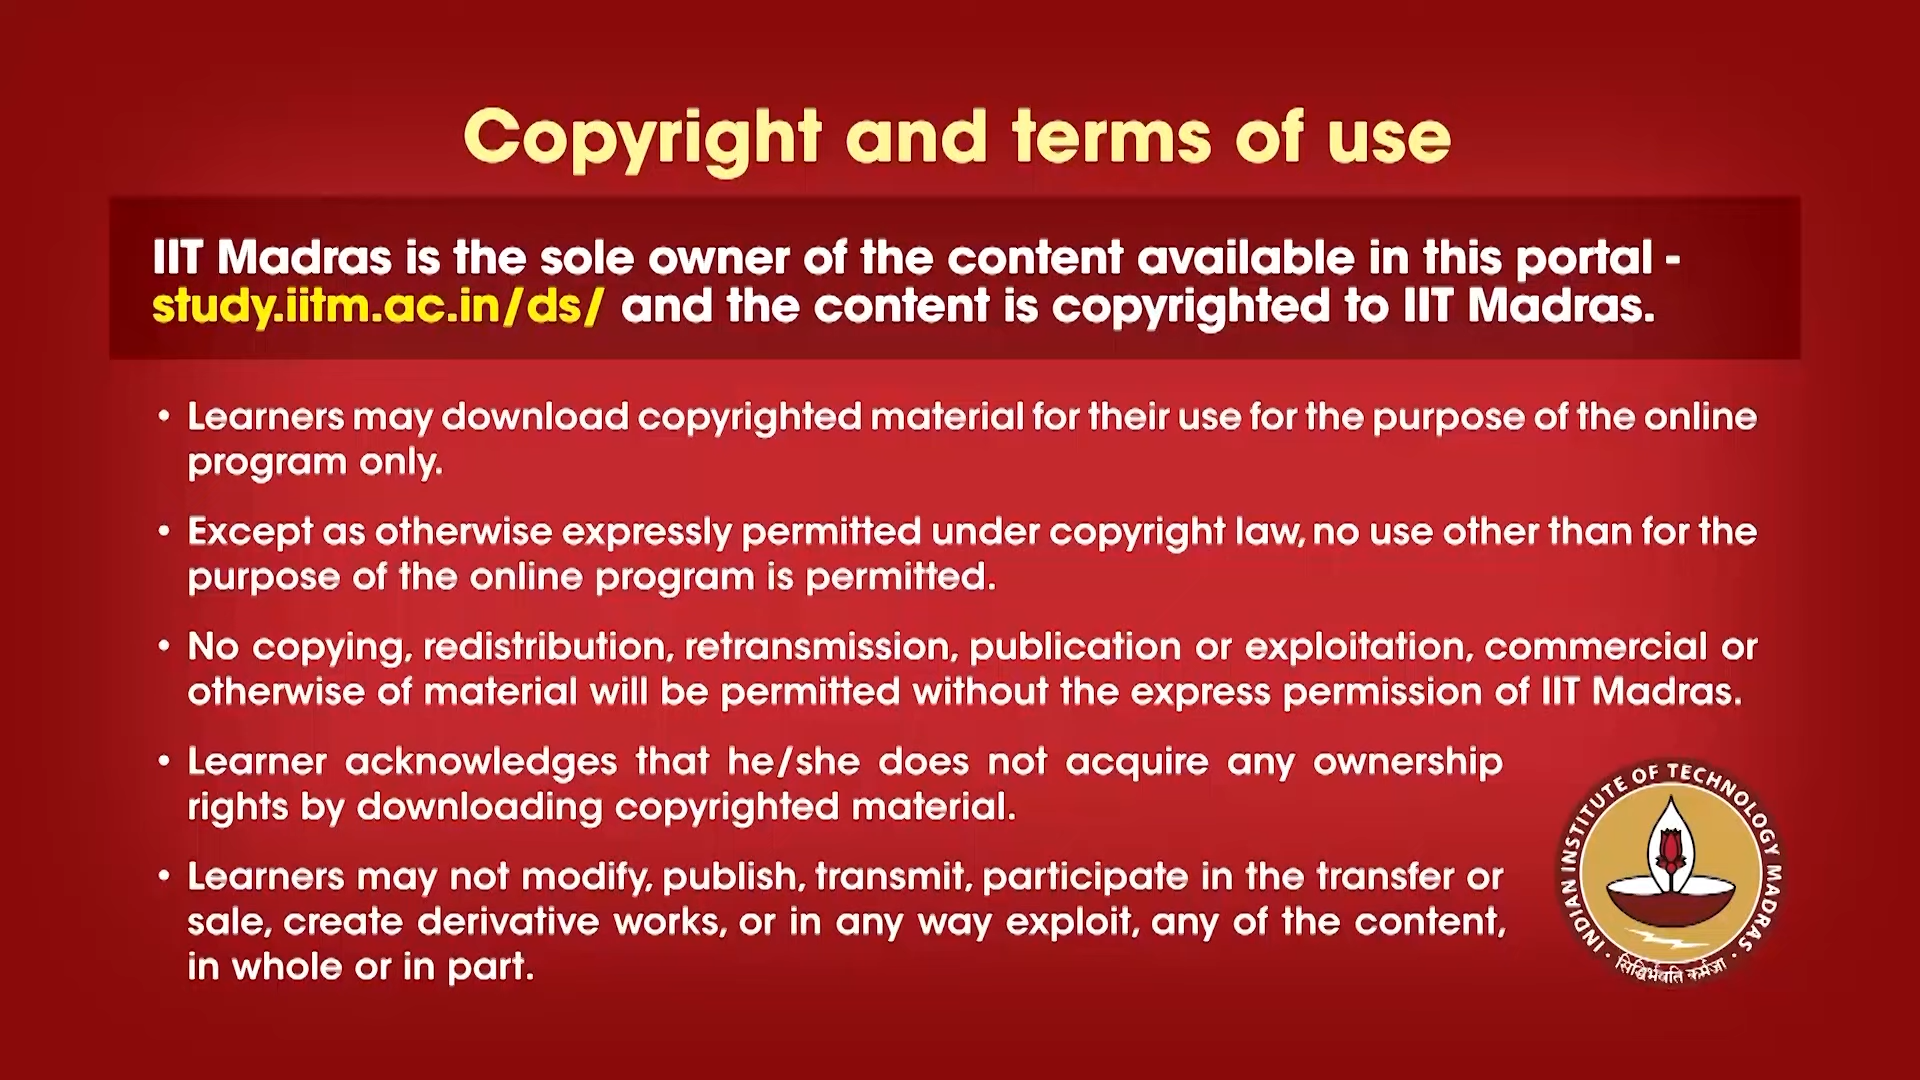 Copyright and terms of use
IIT Madras is the sole owner of the content available in this portal -
study.iitm.ac.in/ds/ and the content is copyrighted to IIT Madras.
• Learners may download copyrighted material for their use for the purpose of the online
program only.
• Except as otherwise expressly permitted under copyright law, no use other than for the
purpose of the online program is permitted.
• No copying, redistribution, retransmission, publication or exploitation, commercial or
otherwise of material will be permitted without the express permission of IIT Madras.
• Learner acknowledges that he/she does not acquire any ownership
rights by downloading copyrighted material.
• Learners may not modify, publish, transmit, participate in the transfer or
sale, create derivative works, or in any way exploit, any of the content,
in whole or in part.
INDIAN INSTITUTE OF TECHNOLOGY MADRAS
सिद्धिर्भवति कर्मजा